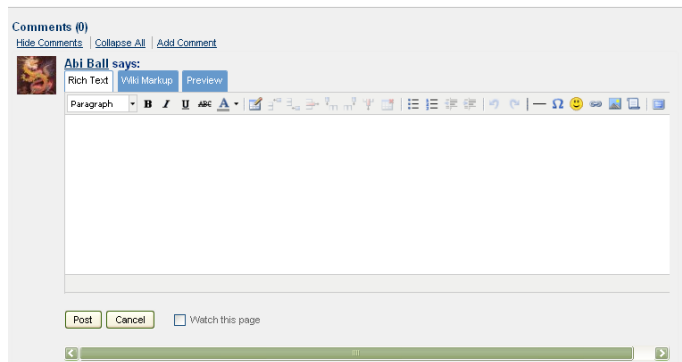 Comments (0)
Hide Comments Collapse All Add Comment
Abi Ball says:
Rich Text Wiki Markup Preview
Paragraph B I U ABC A Ω
Post Cancel Watch this page